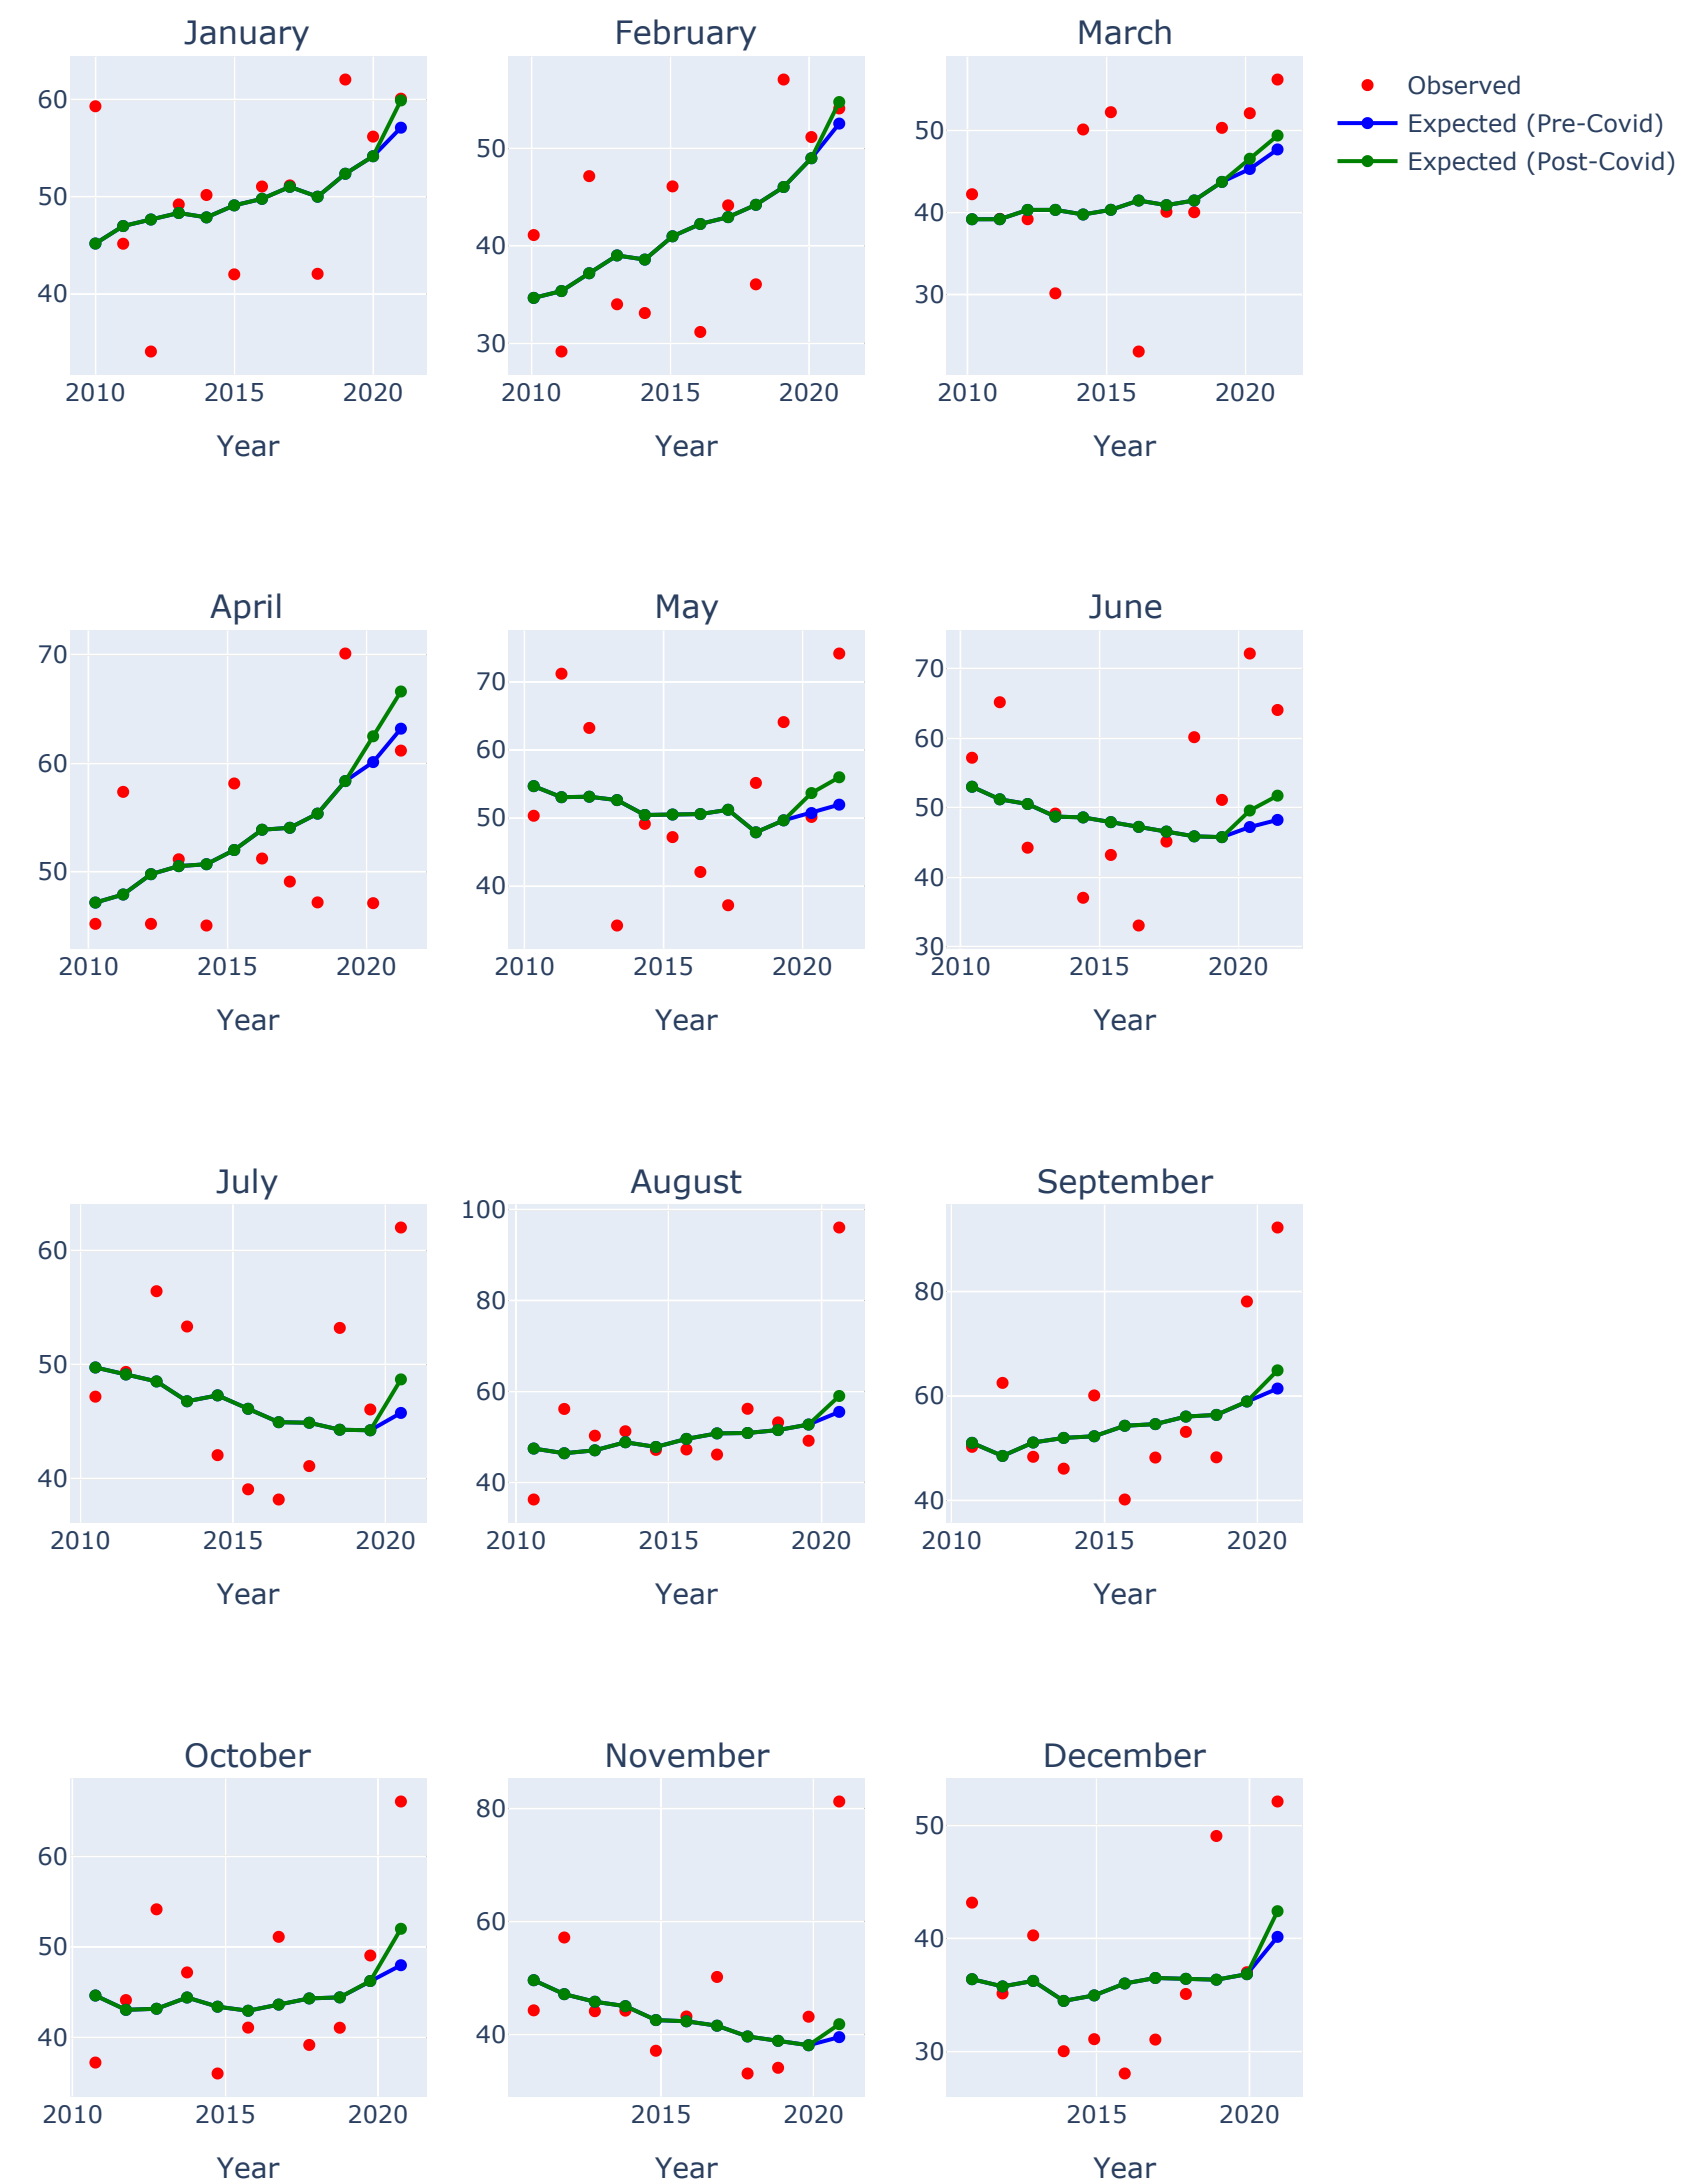 January
February
March
60
50
40
2010
2015
2020
Year
50
40
30
2010
2015
2020
Year
50
40
30
2010
2015
2020
Year
Observed
Expected (Pre-Covid)
Expected (Post-Covid)
April
May
June
70
60
50
2010
2015
2020
Year
70
60
50
40
2010
2015
2020
Year
70
60
50
40
30
2010
2015
2020
Year
July
August
September
60
50
40
2010
2015
2020
Year
100
80
60
40
2010
2015
2020
Year
80
60
40
2010
2015
2020
Year
October
November
December
60
50
40
2010
2015
2020
Year
80
60
40
2015
2020
Year
50
40
30
2015
2020
Year